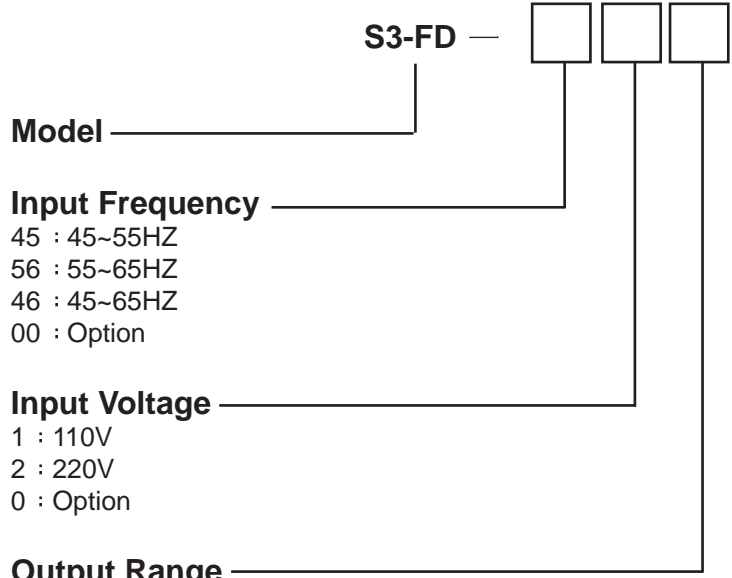 S3-FD —
Model
Input Frequency
45 : 45~55HZ
56 : 55~65HZ
46 : 45~65HZ
00 : Option
Input Voltage
1 : 110V
2 : 220V
0 : Option
Output Range